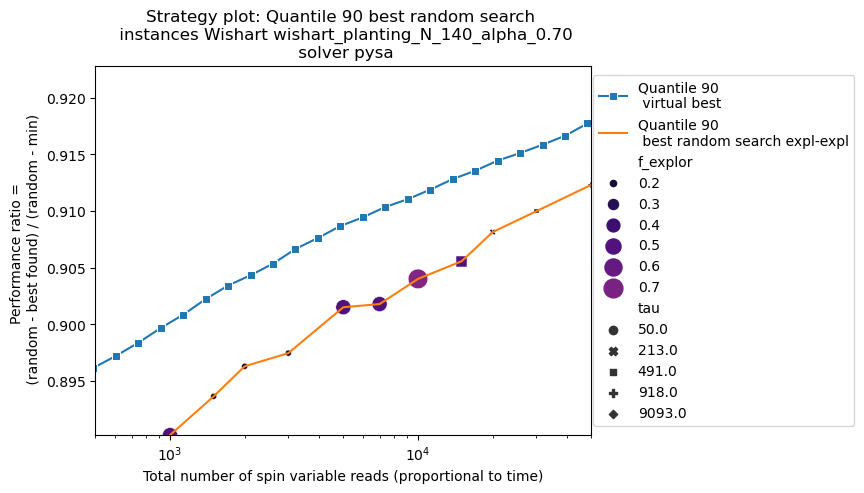 Strategy plot: Quantile 90 best random search
instances Wishart wishart_planting_N_140_alpha_0.70
solver pysa
Performance ratio =
(random - best found) / (random - min)
0.920
0.915
0.910
0.905
0.900
0.895
10^3
10^4
Total number of spin variable reads (proportional to time)
Quantile 90
virtual best
Quantile 90
best random search expl-expl
f_explor
0.2
0.3
0.4
0.5
0.6
0.7
tau
50.0
213.0
491.0
918.0
9093.0